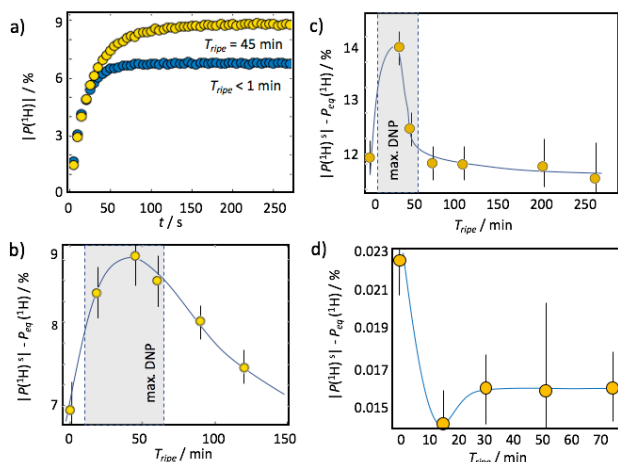 a)
|P(¹H)| / %
9
6
3
0
T_ripe = 45 min
T_ripe < 1 min
0 50 100 150 200 250
t / s
b)
|P(¹H)ˢ| - P_eq(¹H) / %
9
8
7
max. DNP
0 50 100 150
T_ripe / min
c)
|P(¹H)ˢ| - P_eq(¹H) / %
14
13
12
max. DNP
0 50 100 150 200 250
T_ripe / min
d)
|P(¹H)ˢ| - P_eq(¹H) / %
0.023
0.021
0.019
0.017
0.015
0 10 20 30 40 50 60 70
T_ripe / min